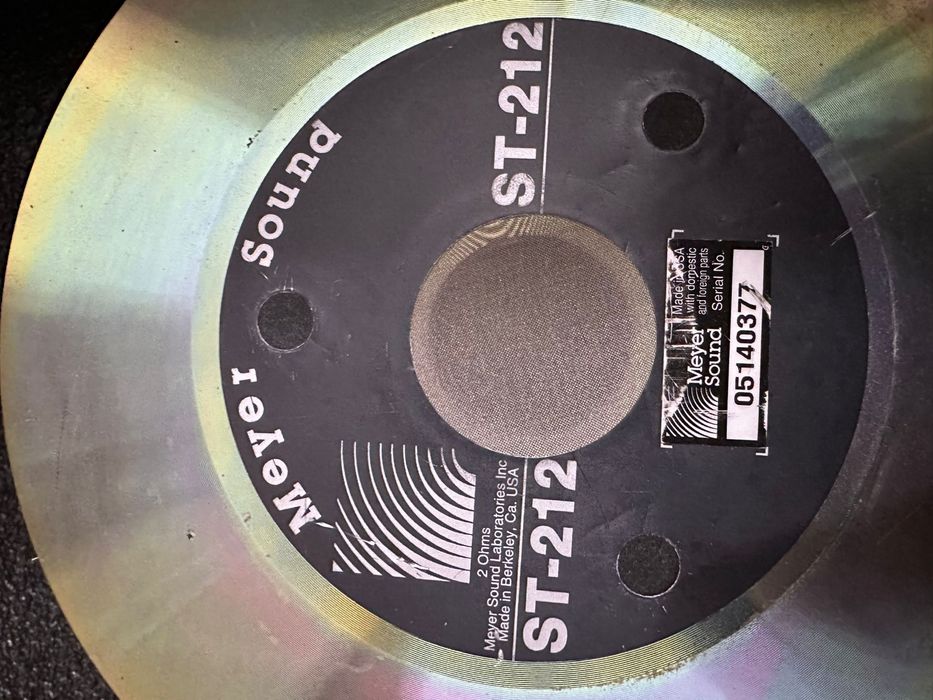 Meyer Sound
ST-212
2 Ohms
Meyer Sound Laboratories Inc
Made in Berkeley, Ca. USA
ST-212
Meyer
Sound
Made in USA
with domestic
and foreign parts
Serial No.
05140377